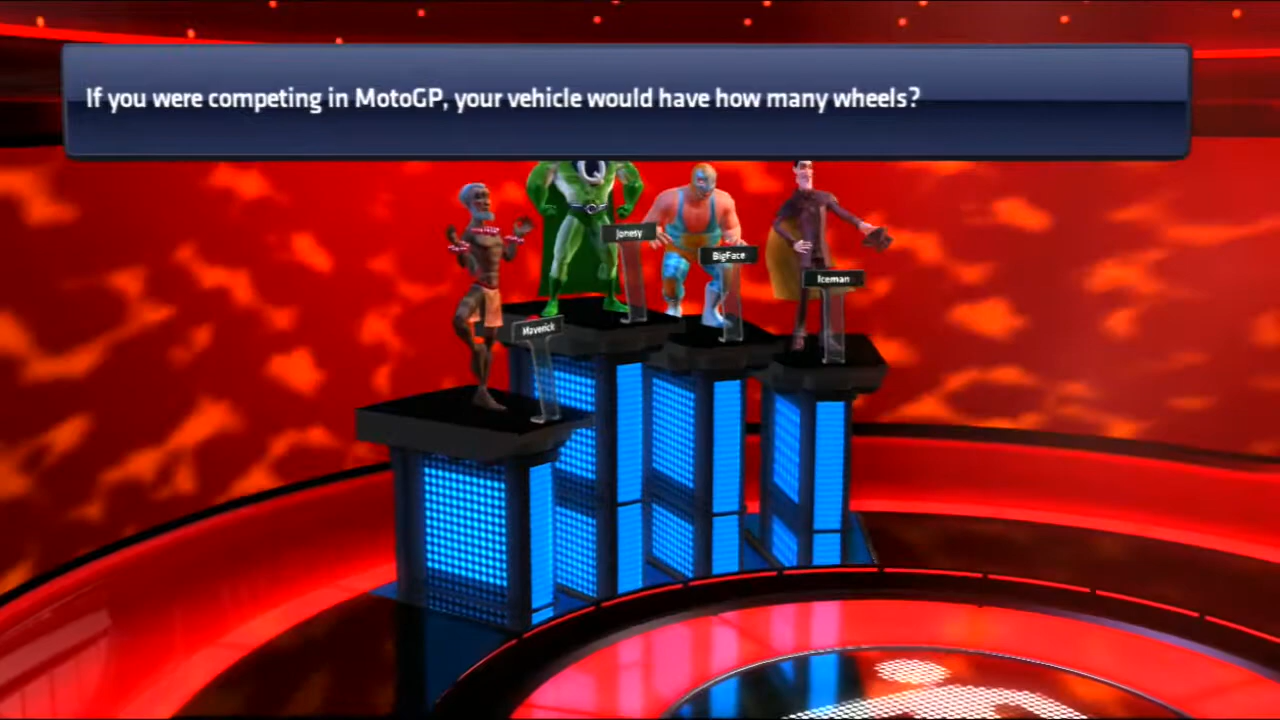 If you were competing in MotoGP, your vehicle would have how many wheels?
Q
Jonesy
BigFace
Iceman
Maverick